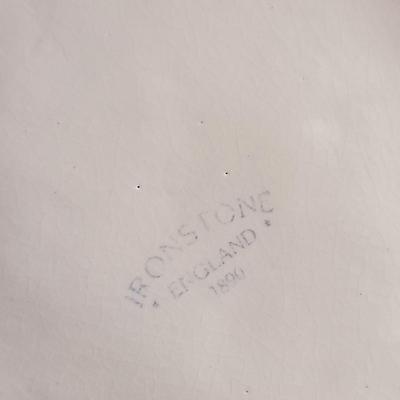 IRONSTONE
* ENGLAND *
1890